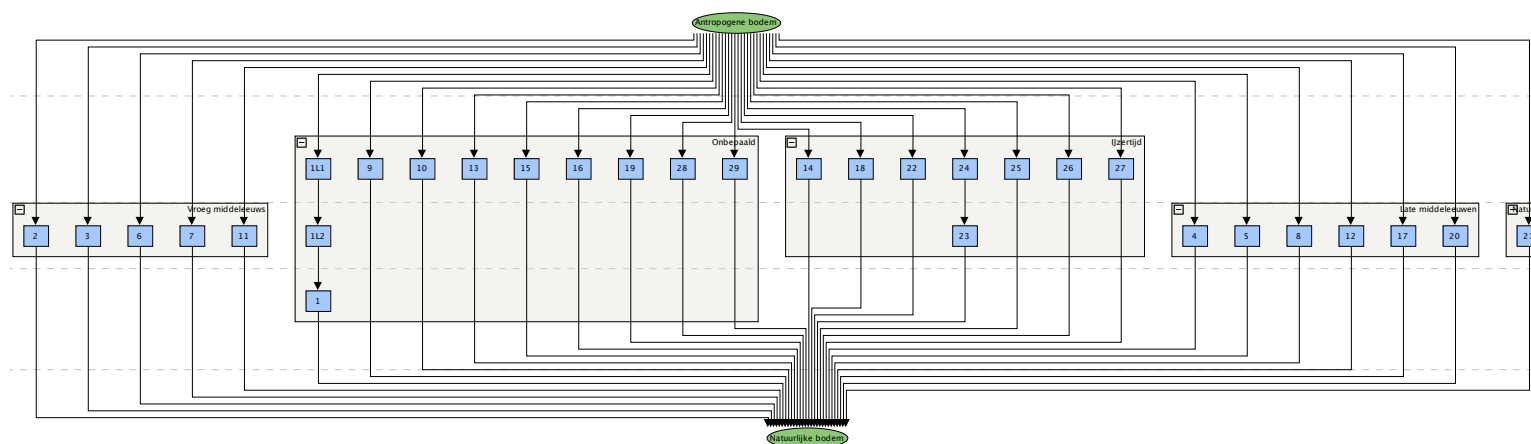 Antropogene bodem
Onbepaald
IJzertijd
1L1 9 10 13 15 16 19 28 29 14 18 22 24 25 26 27
Vroeg middeleeuws
Late middeleeuwen
Natu
2 3 6 7 11 1L2 23 4 5 8 12 17 20
1
Natuurlijke bodem